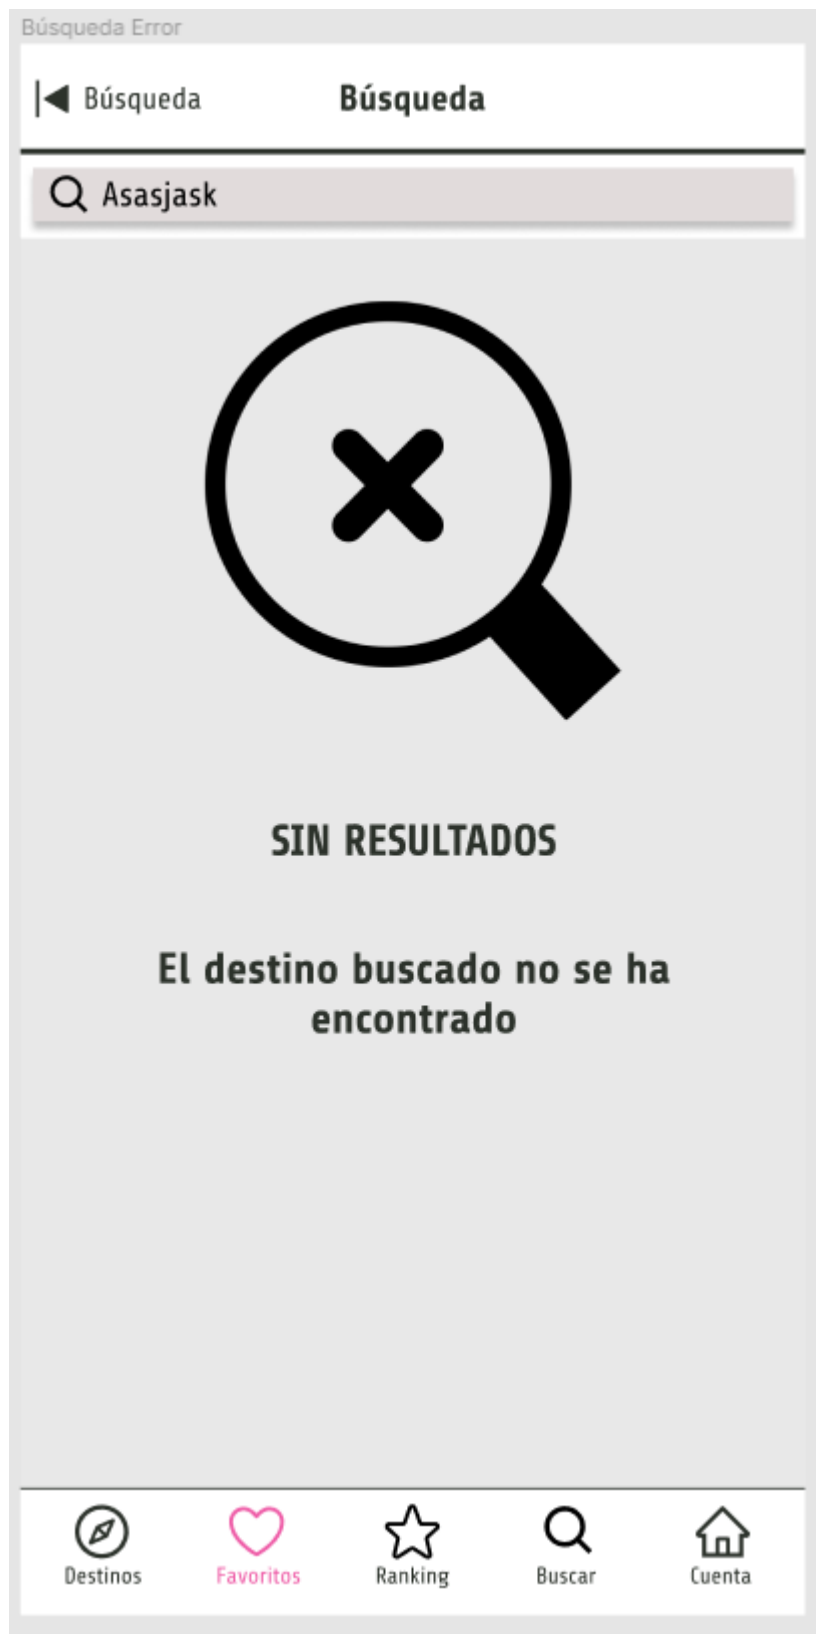 Búsqueda Error
Búsqueda
Búsqueda
Asasjask
SIN RESULTADOS
El destino buscado no se ha
encontrado
Destinos
Favoritos
Ranking
Buscar
Cuenta